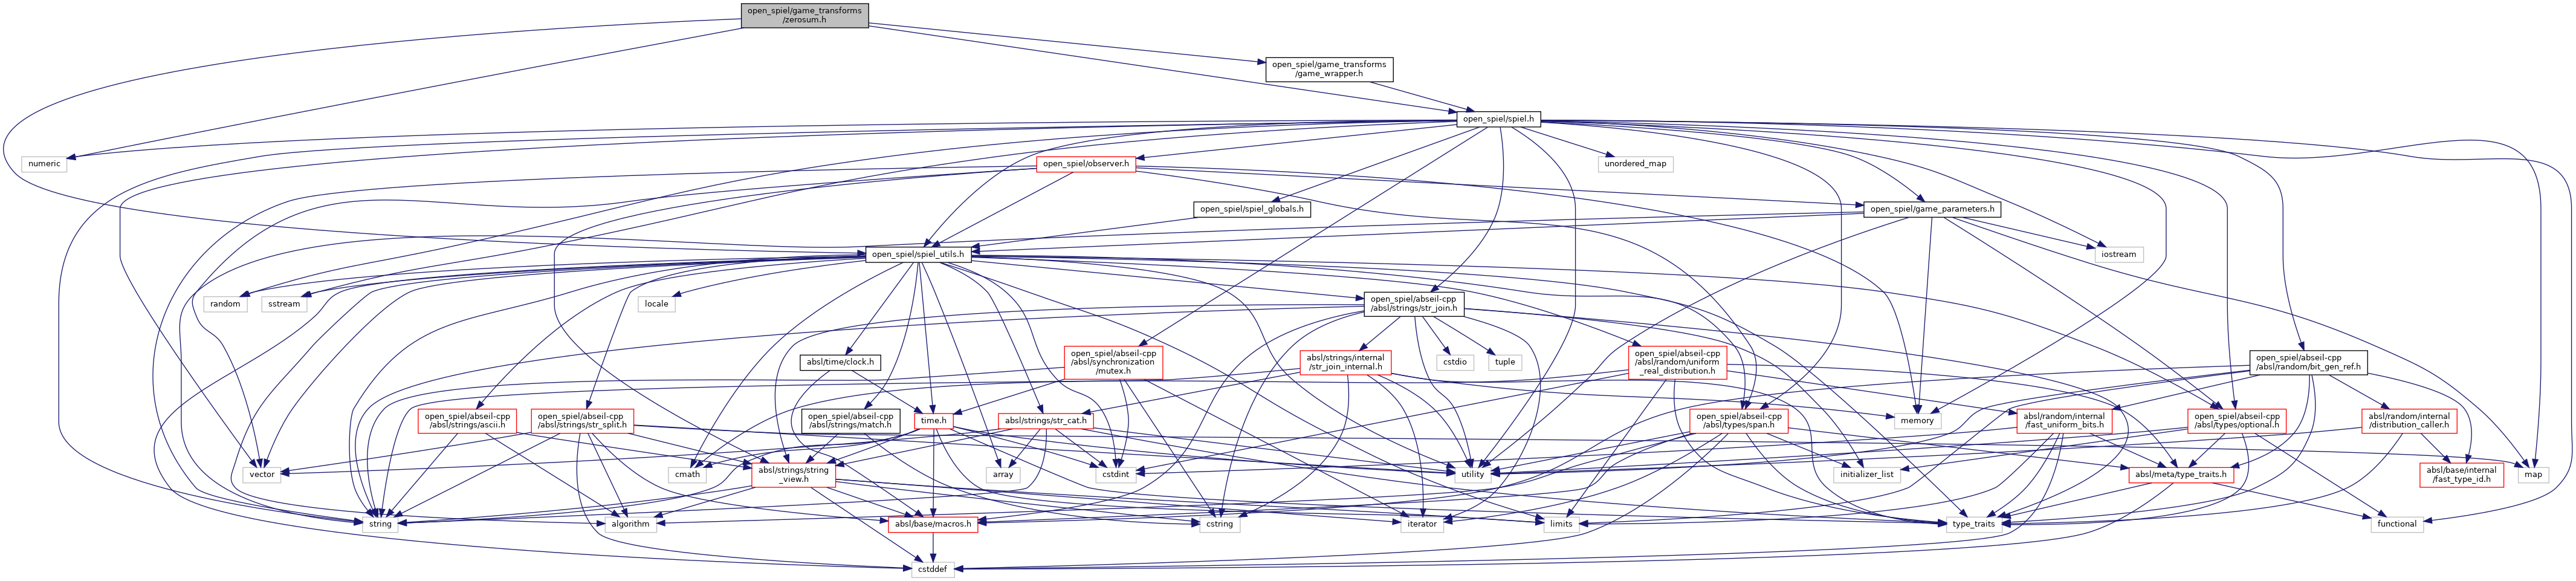 open_spiel/game_transforms
/zerosum.h
open_spiel/game_transforms
/game_wrapper.h
open_spiel/spiel.h
numeric
open_spiel/observer.h
unordered_map
open_spiel/spiel_globals.h
open_spiel/game_parameters.h
open_spiel/spiel_utils.h
iostream
random
sstream
locale
open_spiel/abseil-cpp
/absl/strings/str_join.h
absl/time/clock.h
open_spiel/abseil-cpp
/absl/synchronization
/mutex.h
absl/strings/internal
/str_join_internal.h
cstdio
tuple
open_spiel/abseil-cpp
/absl/random/uniform
_real_distribution.h
open_spiel/abseil-cpp
/absl/random/bit_gen_ref.h
open_spiel/abseil-cpp
/absl/strings/ascii.h
open_spiel/abseil-cpp
/absl/strings/str_split.h
open_spiel/abseil-cpp
/absl/strings/match.h
time.h
absl/strings/str_cat.h
memory
open_spiel/abseil-cpp
/absl/types/span.h
absl/random/internal
/fast_uniform_bits.h
open_spiel/abseil-cpp
/absl/types/optional.h
absl/random/internal
/distribution_caller.h
vector
cmath
absl/strings/string
_view.h
array
cstdint
utility
initializer_list
absl/meta/type_traits.h
absl/base/internal
/fast_type_id.h
map
string
algorithm
absl/base/macros.h
cstring
iterator
limits
type_traits
functional
cstddef